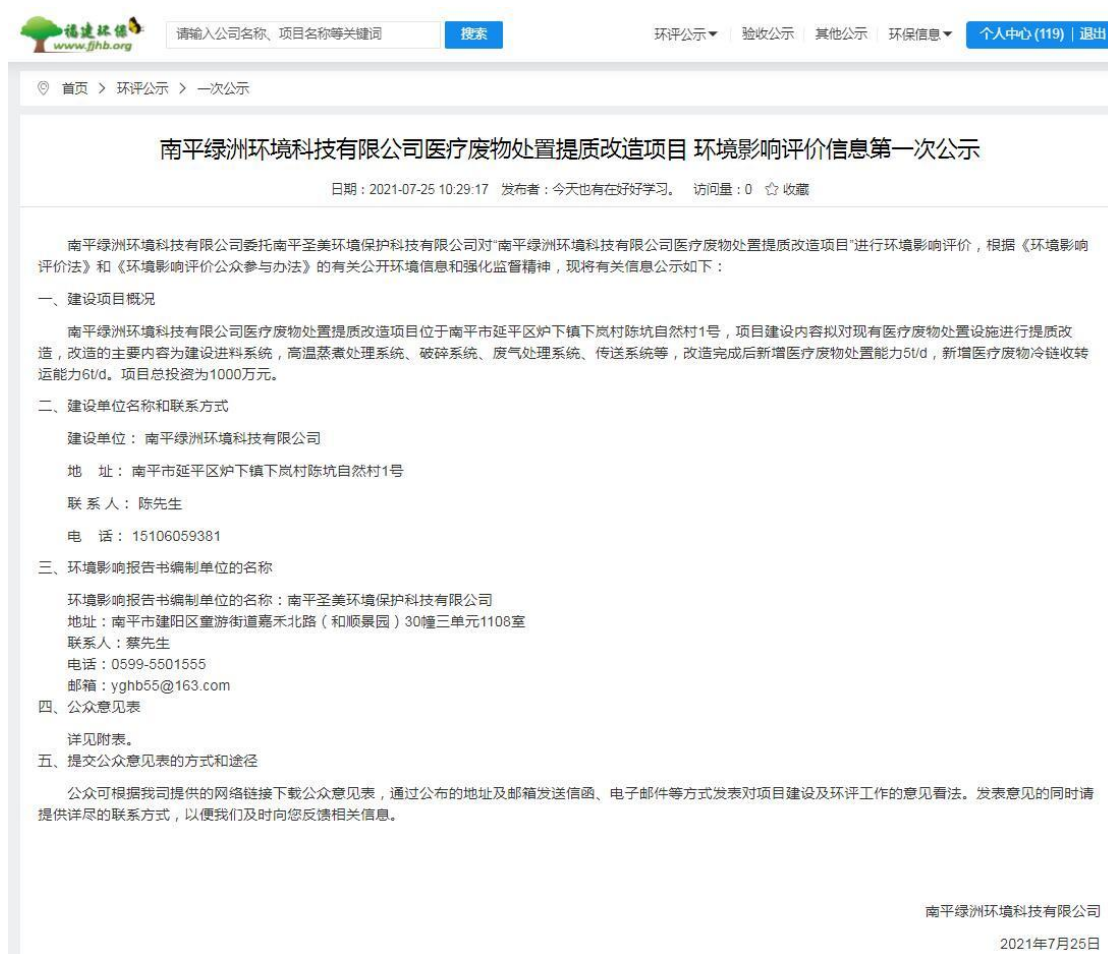 福建环保
www.fjhb.org
请输入公司名称、项目名称等关键词
搜索
环评公示▼ 验收公示 其他公示 环保信息▼ 个人中心 (119) | 退出
首页 > 环评公示 > 一次公示
南平绿洲环境科技有限公司医疗废物处置提质改造项目 环境影响评价信息第一次公示
日期：2021-07-25 10:29:17 发布者：今天也有在好好学习。 访问量：0 ☆ 收藏
南平绿洲环境科技有限公司委托南平圣美环境保护科技有限公司对“南平绿洲环境科技有限公司医疗废物处置提质改造项目”进行环境影响评价，根据《环境影响
评价法》和《环境影响评价公众参与办法》的有关公开环境信息和强化监督精神，现将有关信息公示如下：
一、建设项目概况
南平绿洲环境科技有限公司医疗废物处置提质改造项目位于南平市延平区炉下镇下岚村陈坑自然村1号，项目建设内容拟对现有医疗废物处置设施进行提质改
造，改造的主要内容为建设进料系统，高温蒸煮处理系统、破碎系统、废气处理系统、传送系统等，改造完成后新增医疗废物处置能力5t/d，新增医疗废物冷链收转
运能力6t/d。项目总投资为1000万元。
二、建设单位名称和联系方式
建设单位： 南平绿洲环境科技有限公司
地 址： 南平市延平区炉下镇下岚村陈坑自然村1号
联 系 人： 陈先生
电 话： 15106059381
三、环境影响报告书编制单位的名称
环境影响报告书编制单位的名称：南平圣美环境保护科技有限公司
地址：南平市建阳区童游街道嘉禾北路（和顺景园）30幢三单元1108室
联系人：蔡先生
电话：0599-5501555
邮箱：yghb55@163.com
四、公众意见表
详见附表。
五、提交公众意见表的方式和途径
公众可根据我司提供的网络链接下载公众意见表，通过公布的地址及邮箱发送信函、电子邮件等方式发表对项目建设及环评工作的意见看法。发表意见的同时请
提供详尽的联系方式，以便我们及时向您反馈相关信息。
南平绿洲环境科技有限公司
2021年7月25日